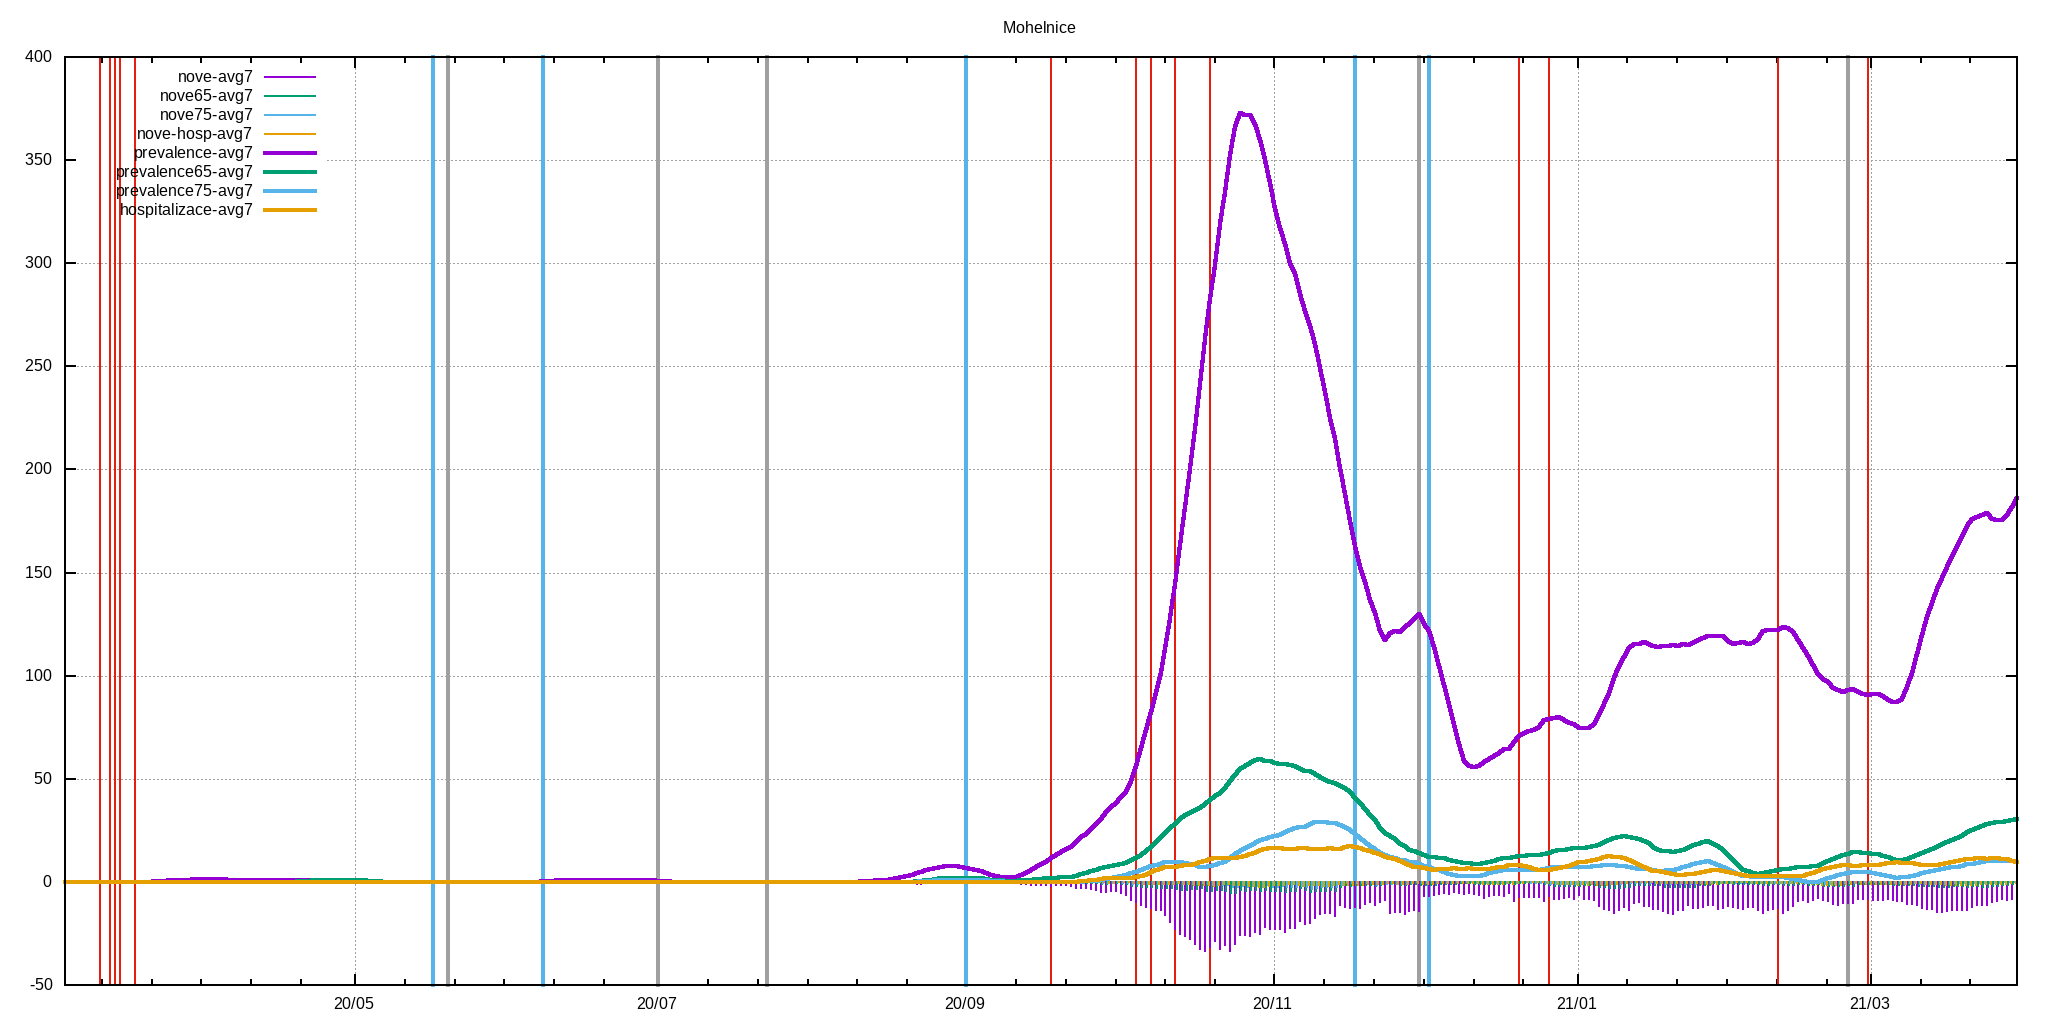 Mohelnice
400
350
300
250
200
150
100
50
0
-50
nove-avg7
nove65-avg7
nove75-avg7
nove-hosp-avg7
prevalence-avg7
prevalence65-avg7
prevalence75-avg7
hospitalizace-avg7
20/05
20/07
20/09
20/11
21/01
21/03